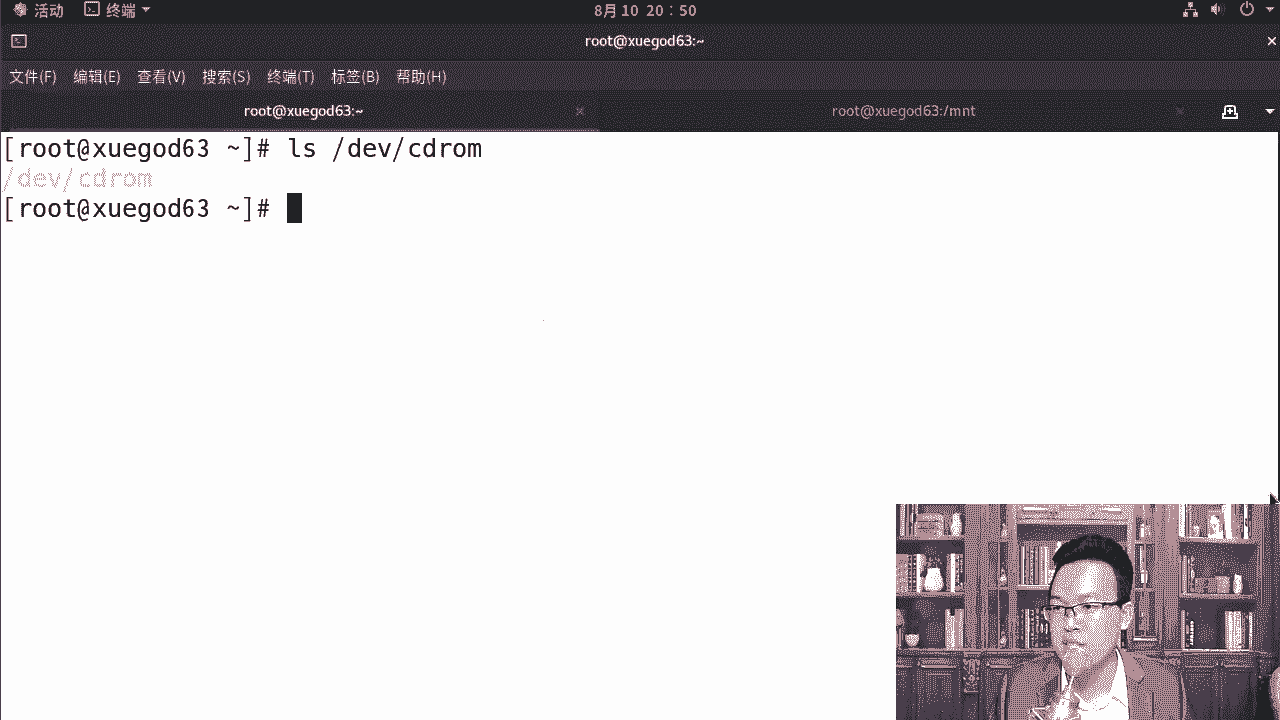 活动 终端 8月 10 20：50
root@xuegod63:~
文件(F) 编辑(E) 查看(V) 搜索(S) 终端(T) 标签(B) 帮助(H)
root@xuegod63:~ root@xuegod63:/mnt
[root@xuegod63 ~]# ls /dev/cdrom
/dev/cdrom
[root@xuegod63 ~]#